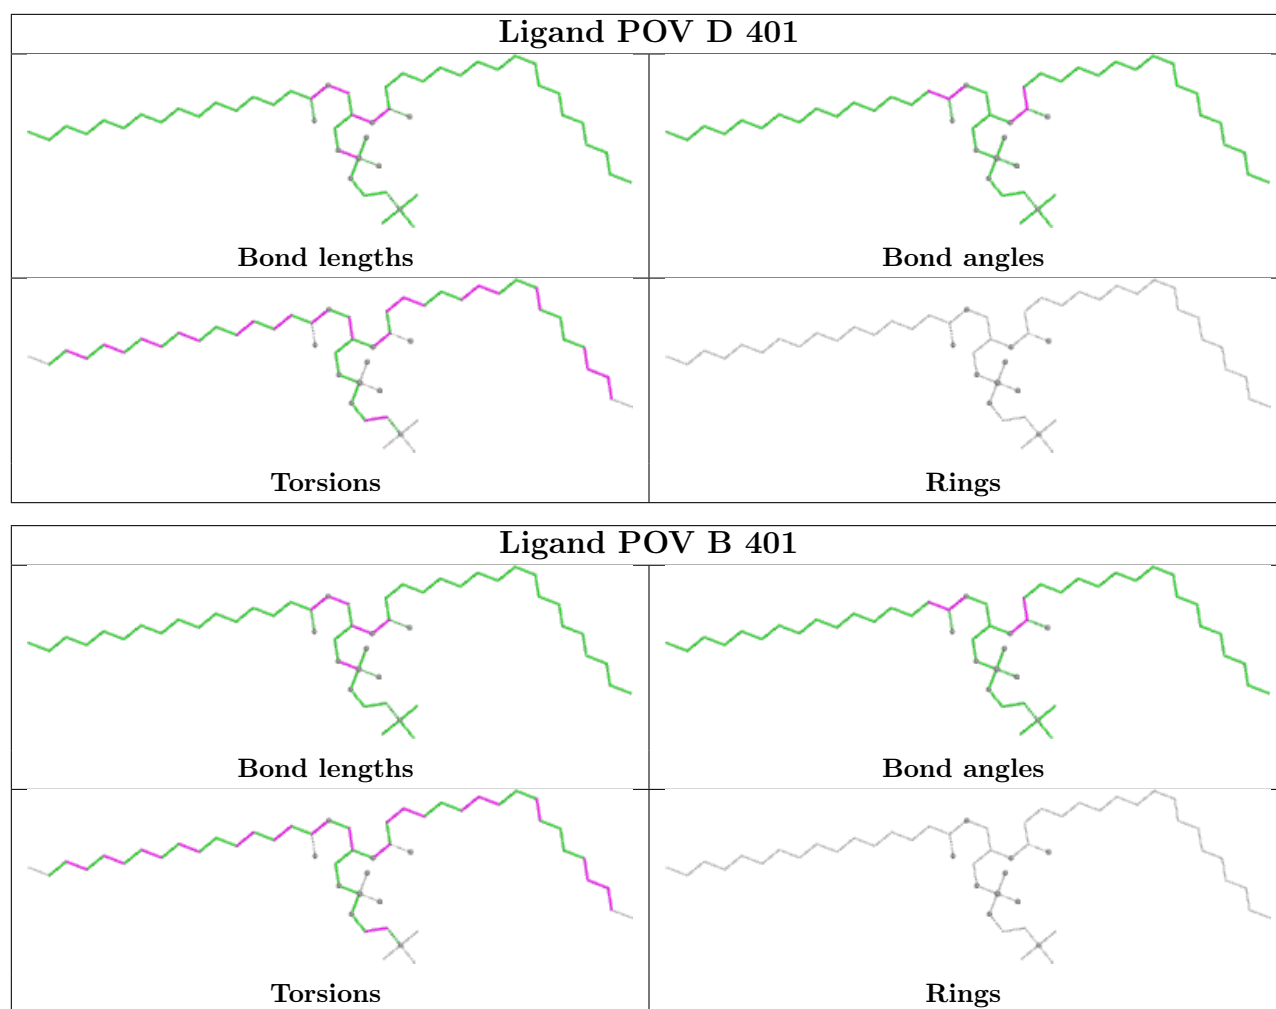 Ligand POV D 401
Bond lengths
Bond angles
Torsions
Rings
Ligand POV B 401
Bond lengths
Bond angles
Torsions
Rings